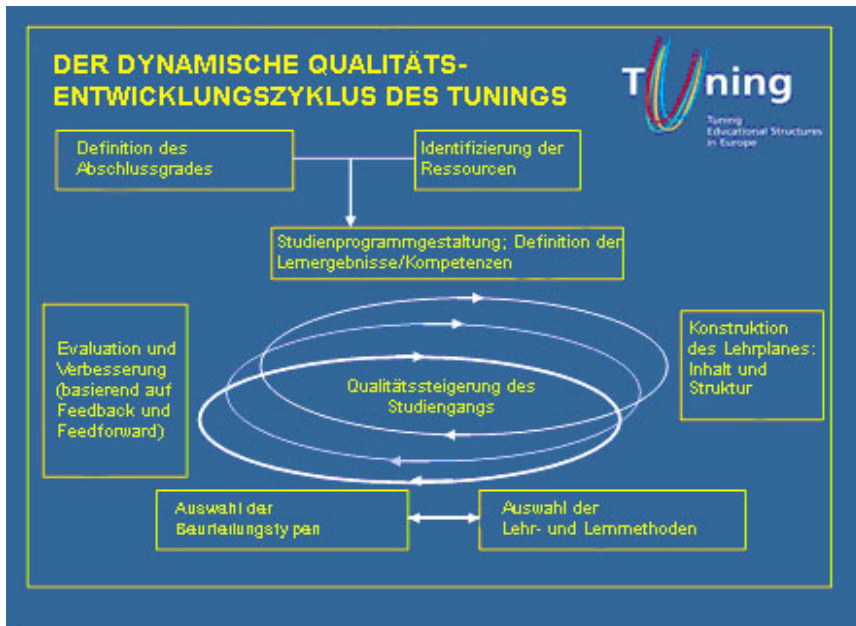 DER DYNAMISCHE QUALITÄTS-
ENTWICKLUNGSZYKLUS DES TUNINGS
Tuning
Tuning
Educational Structures
in Europe
Definition des
Abschlussgrades
Identifizierung der
Ressourcen
Studienprogrammgestaltung; Definition der
Lernergebnisse/Kompetenzen
Evaluation und
Verbesserung
(basierend auf
Feedback und
Feedforward)
Qualitätssteigerung des
Studiengangs
Konstruktion
des Lehrplanes:
Inhalt und
Struktur
Auswahl der
Beurteilungstypen
Auswahl der
Lehr- und Lernmethoden